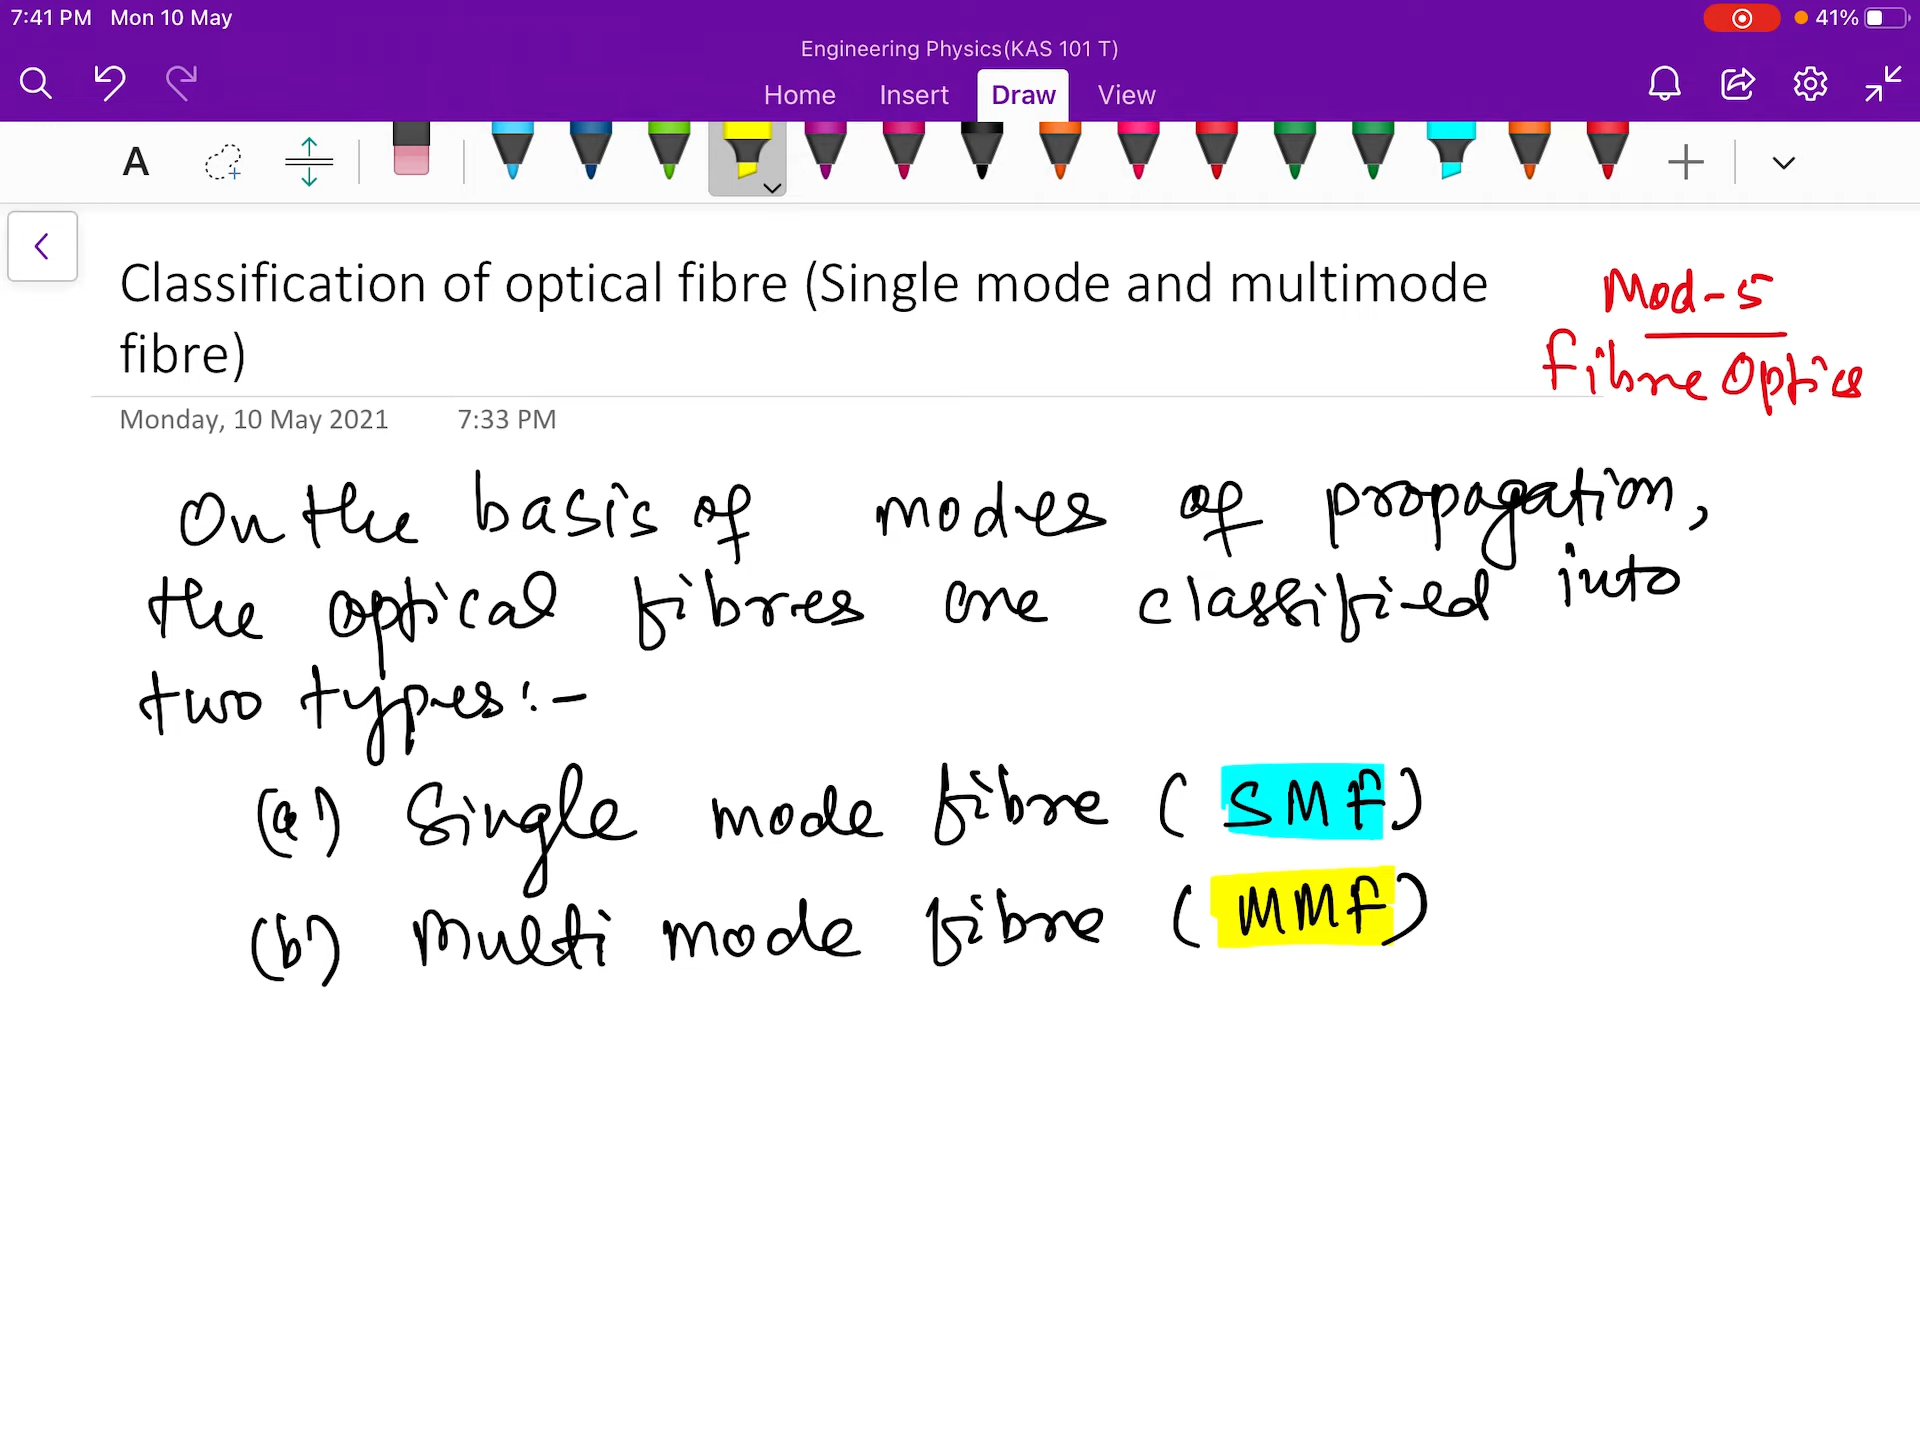 7:41 PM Mon 10 May
41%
Engineering Physics(KAS 101 T)
Home Insert Draw View
A
Classification of optical fibre (Single mode and multimode
fibre)
Mod-5
Fibre Optics
Monday, 10 May 2021 7:33 PM
On the basis of modes of propagation,
the optical fibres are classified into
two types:-
(a) Single mode fibre (SMF)
(b) Multi mode fibre (MMF)